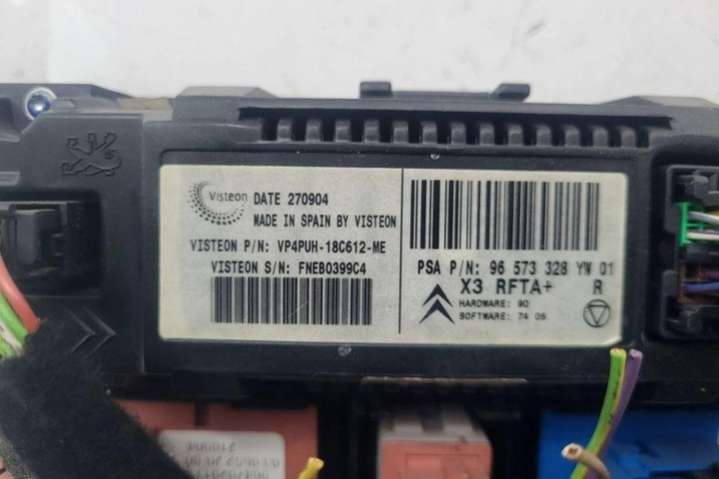 Visteon
DATE 270904
MADE IN SPAIN BY VISTEON
VISTEON P/N: VP4PUH-18C612-ME
VISTEON S/N: FNEB0399C4
PSA P/N: 96 573 328 YW 01
X3 RFTA+ R
HARDWARE: 90
SOFTWARE: 74 05